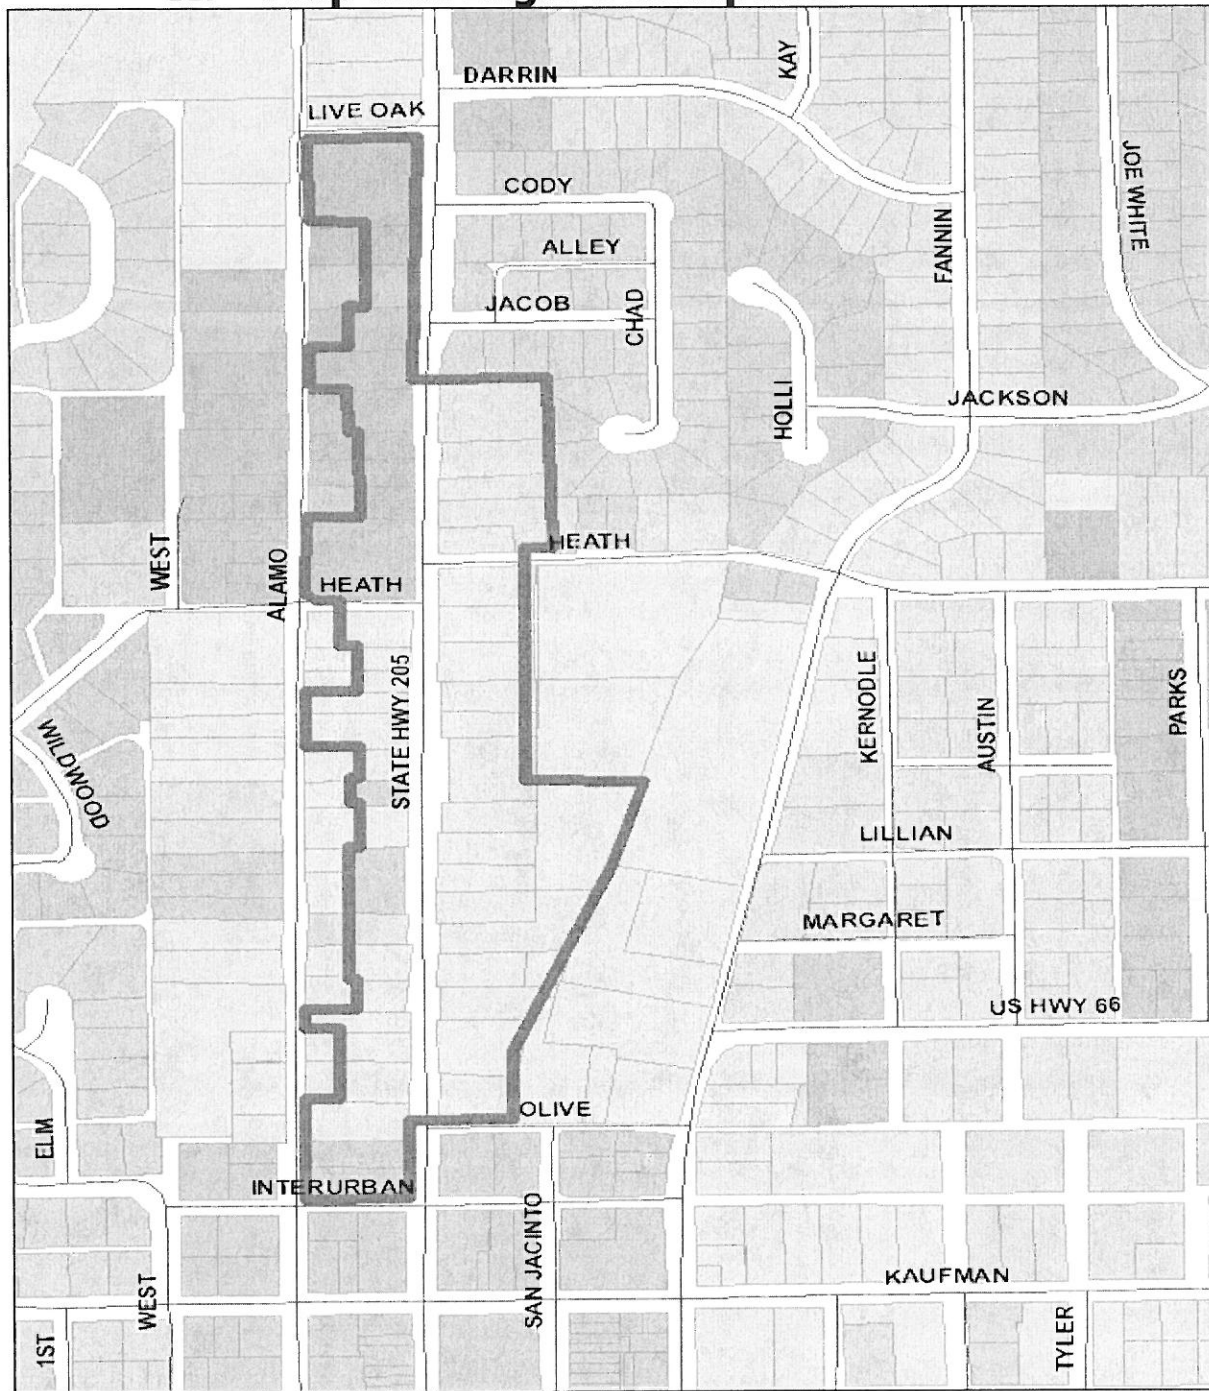 KAY
DARRIN
LIVE OAK
JOE WHITE
CODY
FANNIN
ALLEY
CHAD
JACOB
HOLLI
JACKSON
WEST
ALAMO
HEATH
HEATH
STATE HWY 205
KERNODLE
AUSTIN
PARKS
WILDWOOD
LILLIAN
MARGARET
US HWY 66
ELM
OLIVE
INTERURBAN
SAN JACINTO
WEST
KAUFMAN
1ST
TYLER